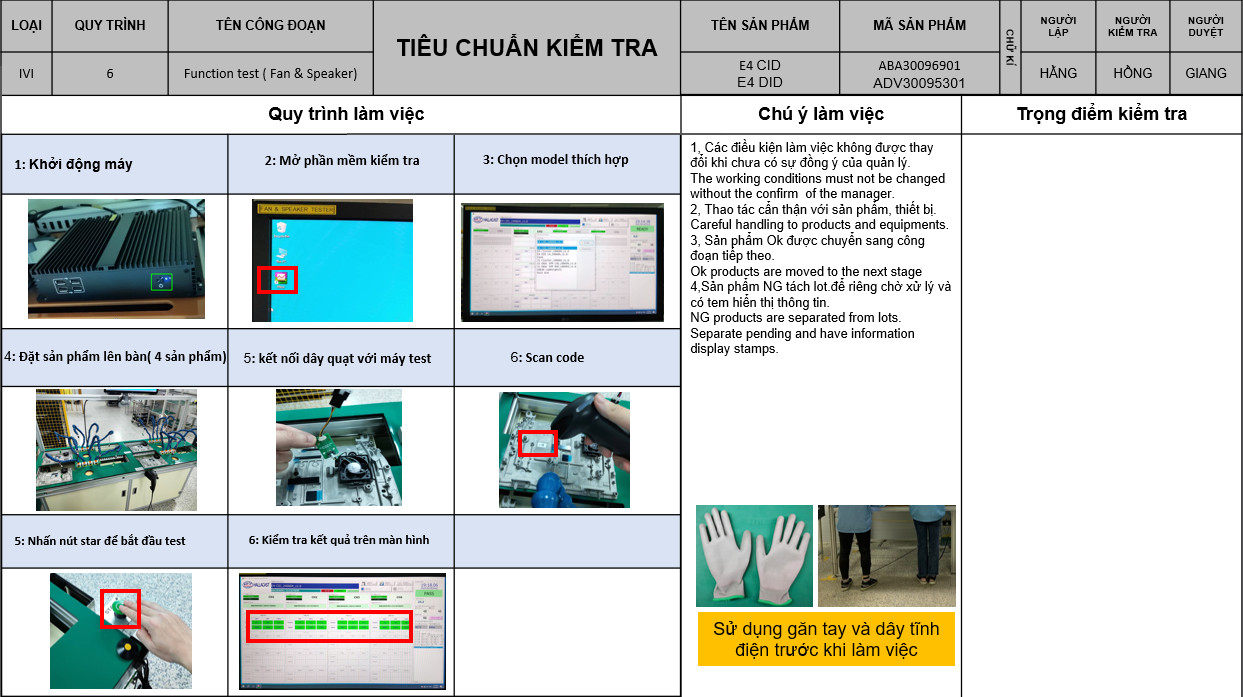 LOẠI
QUY TRÌNH
TÊN CÔNG ĐOẠN
TIÊU CHUẨN KIỂM TRA
TÊN SẢN PHẨM
MÃ SẢN PHẨM
CHỮ KÍ
NGƯỜI
LẬP
NGƯỜI
KIỂM TRA
NGƯỜI
DUYỆT
IVI
6
Function test ( Fan & Speaker)
E4 CID
E4 DID
ABA30096901
ADV30095301
HẰNG
HỒNG
GIANG
Quy trình làm việc
Chú ý làm việc
Trọng điểm kiểm tra
1: Khởi động máy
2: Mở phần mềm kiểm tra
3: Chọn model thích hợp
FAN & SPEAKER TESTER
4: Đặt sản phẩm lên bàn( 4 sản phẩm)
5: kết nối dây quạt với máy test
6: Scan code
5: Nhấn nút star để bắt đầu test
6: Kiểm tra kết quả trên màn hình
1, Các điều kiện làm việc không được thay
đổi khi chưa có sự đồng ý của quản lý.
The working conditions must not be changed
without the confirm of the manager.
2, Thao tác cẩn thận với sản phẩm, thiết bị.
Careful handling to products and equipments.
3, Sản phẩm Ok được chuyển sang công
đoạn tiếp theo.
Ok products are moved to the next stage
4,Sản phẩm NG tách lot.để riêng chờ xử lý và
có tem hiển thị thông tin.
NG products are separated from lots.
Separate pending and have information
display stamps.
Sử dụng găn tay và dây tĩnh
điện trước khi làm việc